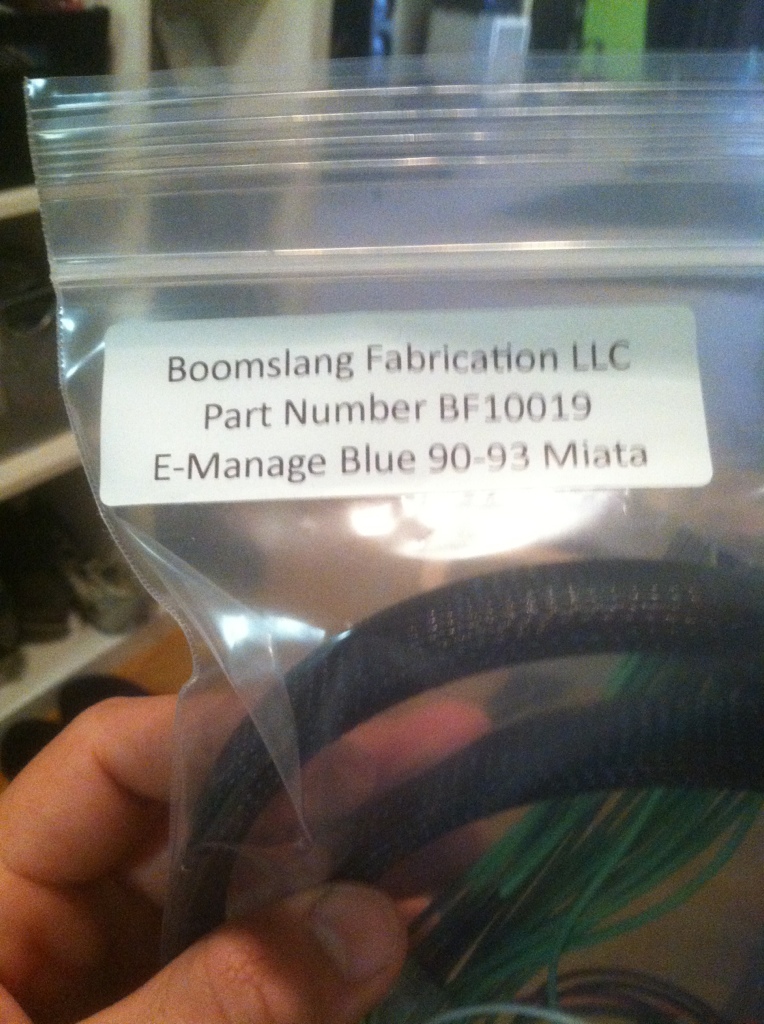 Boomslang Fabrication LLC
Part Number BF10019
E-Manage Blue 90-93 Miata